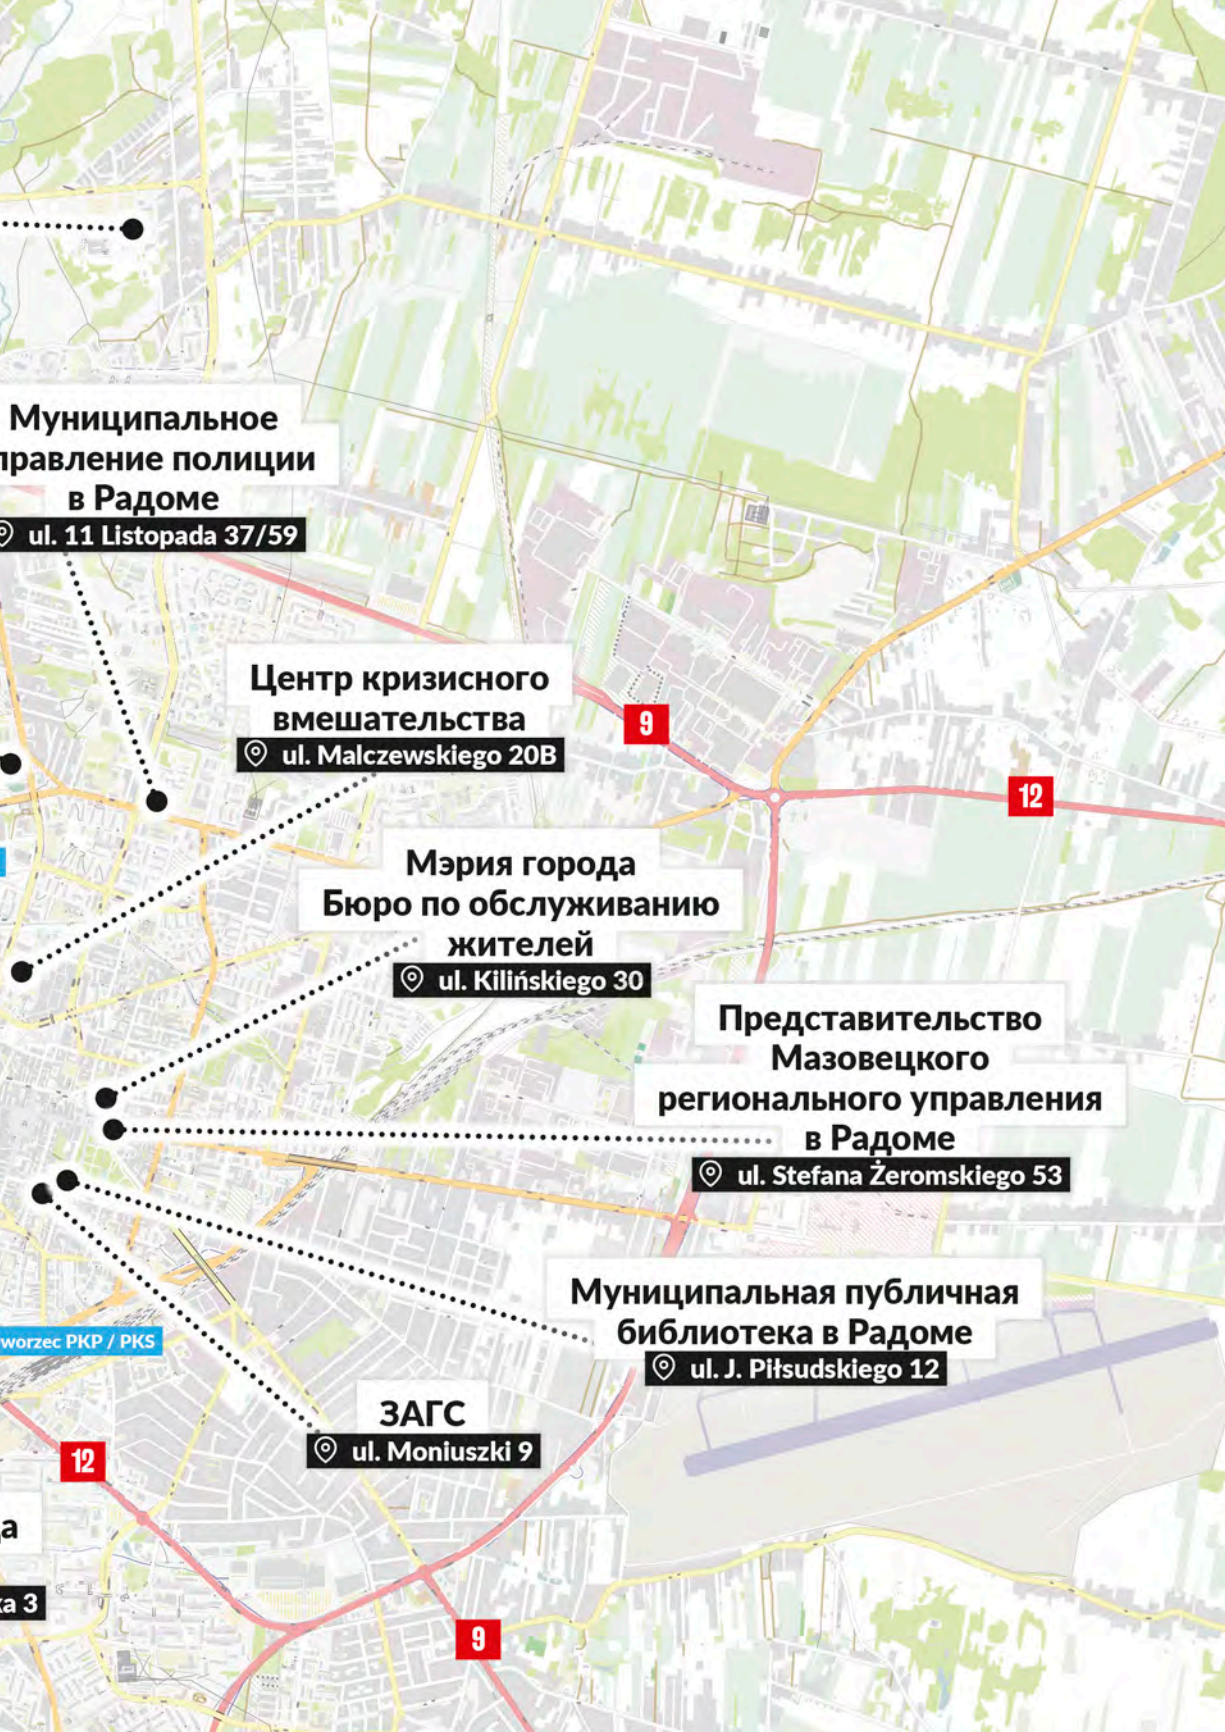 Муниципальное
правление полиции
в Радоме
ul. 11 Listopada 37/59
Центр кризисного
вмешательства
ul. Malczewskiego 20B
9
12
Мэрия города
Бюро по обслуживанию
жителей
ul. Kilińskiego 30
Представительство
Мазовецкого
регионального управления
в Радоме
ul. Stefana Żeromskiego 53
Муниципальная публичная
библиотека в Радоме
ul. J. Piłsudskiego 12
worzec PKP / PKS
ЗАГС
ul. Moniuszki 9
12
а
ka 3
9